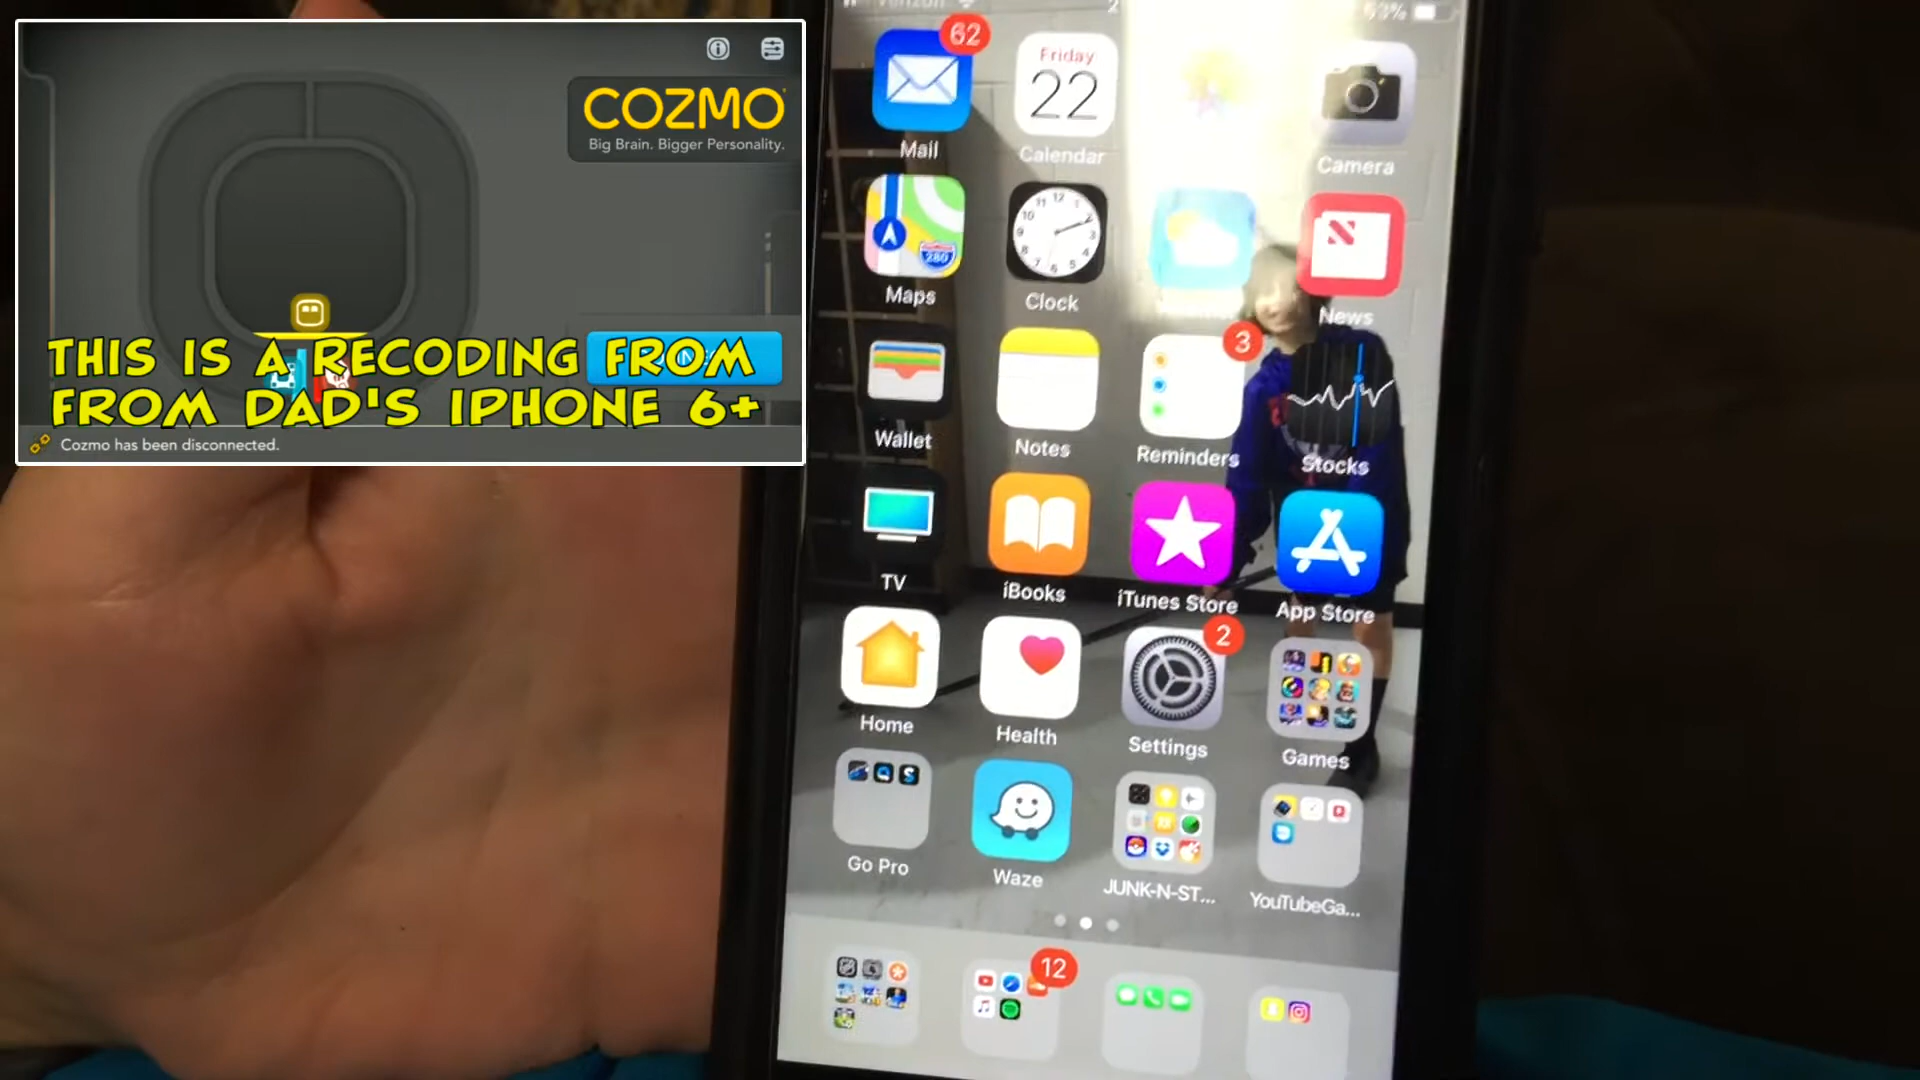 COZMO
Big Brain. Bigger Personality.
THIS IS A RECODING FROM
FROM DAD'S IPHONE 6+
Cozmo has been disconnected.
63%
62
Friday
22
Mail
Calendar
Camera
280
Maps
Clock
News
3
Wallet
Notes
Reminders
Stocks
TV
iBooks
iTunes Store
App Store
2
Home
Health
Settings
Games
Go Pro
Waze
JUNK-N-ST...
YouTubeGa...
12